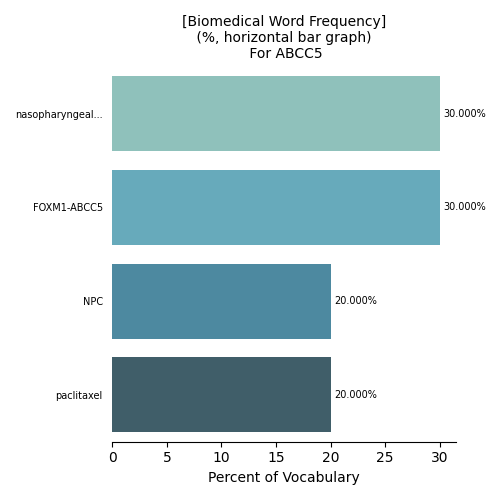 [Biomedical Word Frequency]
(%, horizontal bar graph)
For ABCC5
nasopharyngeal...
30.000%
FOXM1-ABCC5
30.000%
NPC
20.000%
paclitaxel
20.000%
0 5 10 15 20 25 30
Percent of Vocabulary